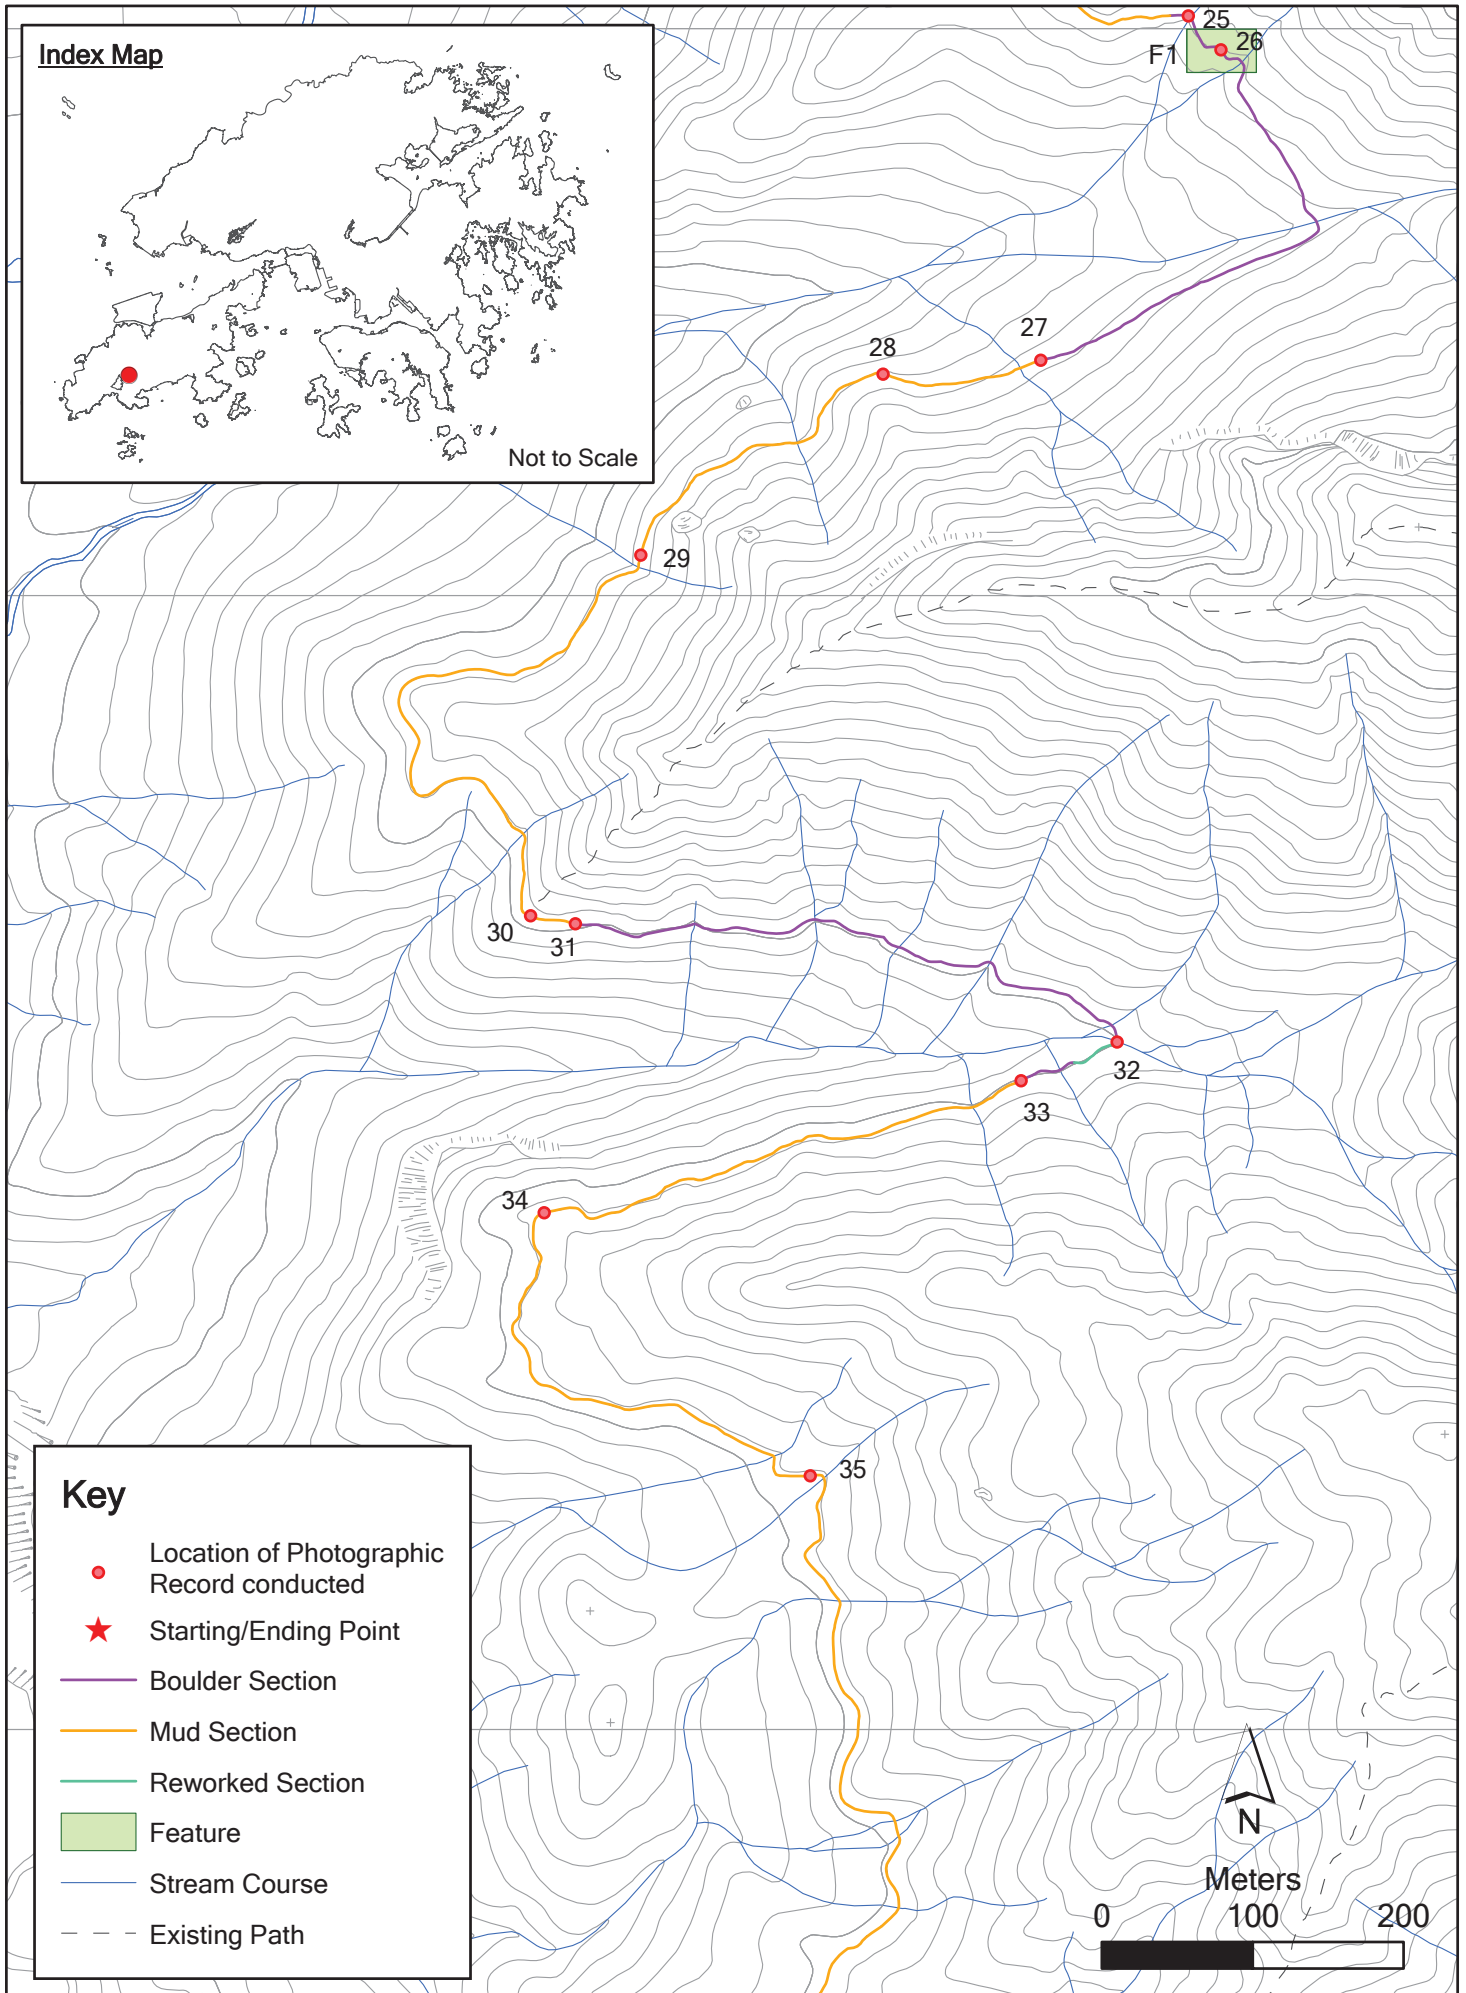 Index Map
Not to Scale
25
26
F1
27
28
29
30
31
32
33
34
35
Key
Location of Photographic
Record conducted
Starting/Ending Point
Boulder Section
Mud Section
Reworked Section
Feature
Stream Course
Existing Path
N
Meters
0 100 200